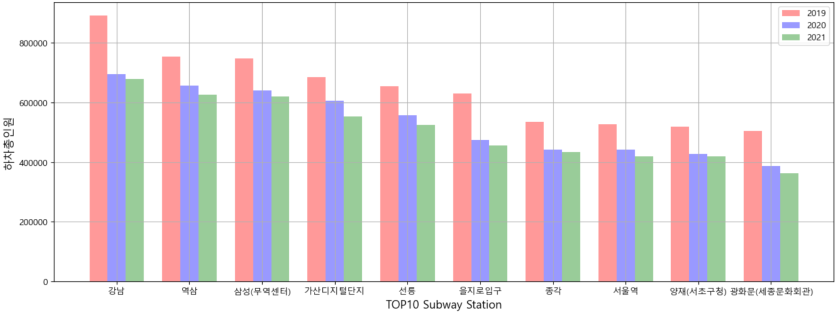 2019
2020
2021
800000
600000
400000
200000
0
하차총인원
강남
역삼
삼성(무역센터)
가산디지털단지
선릉
을지로입구
종각
서울역
양재(서초구청)
광화문(세종문화회관)
TOP10 Subway Station